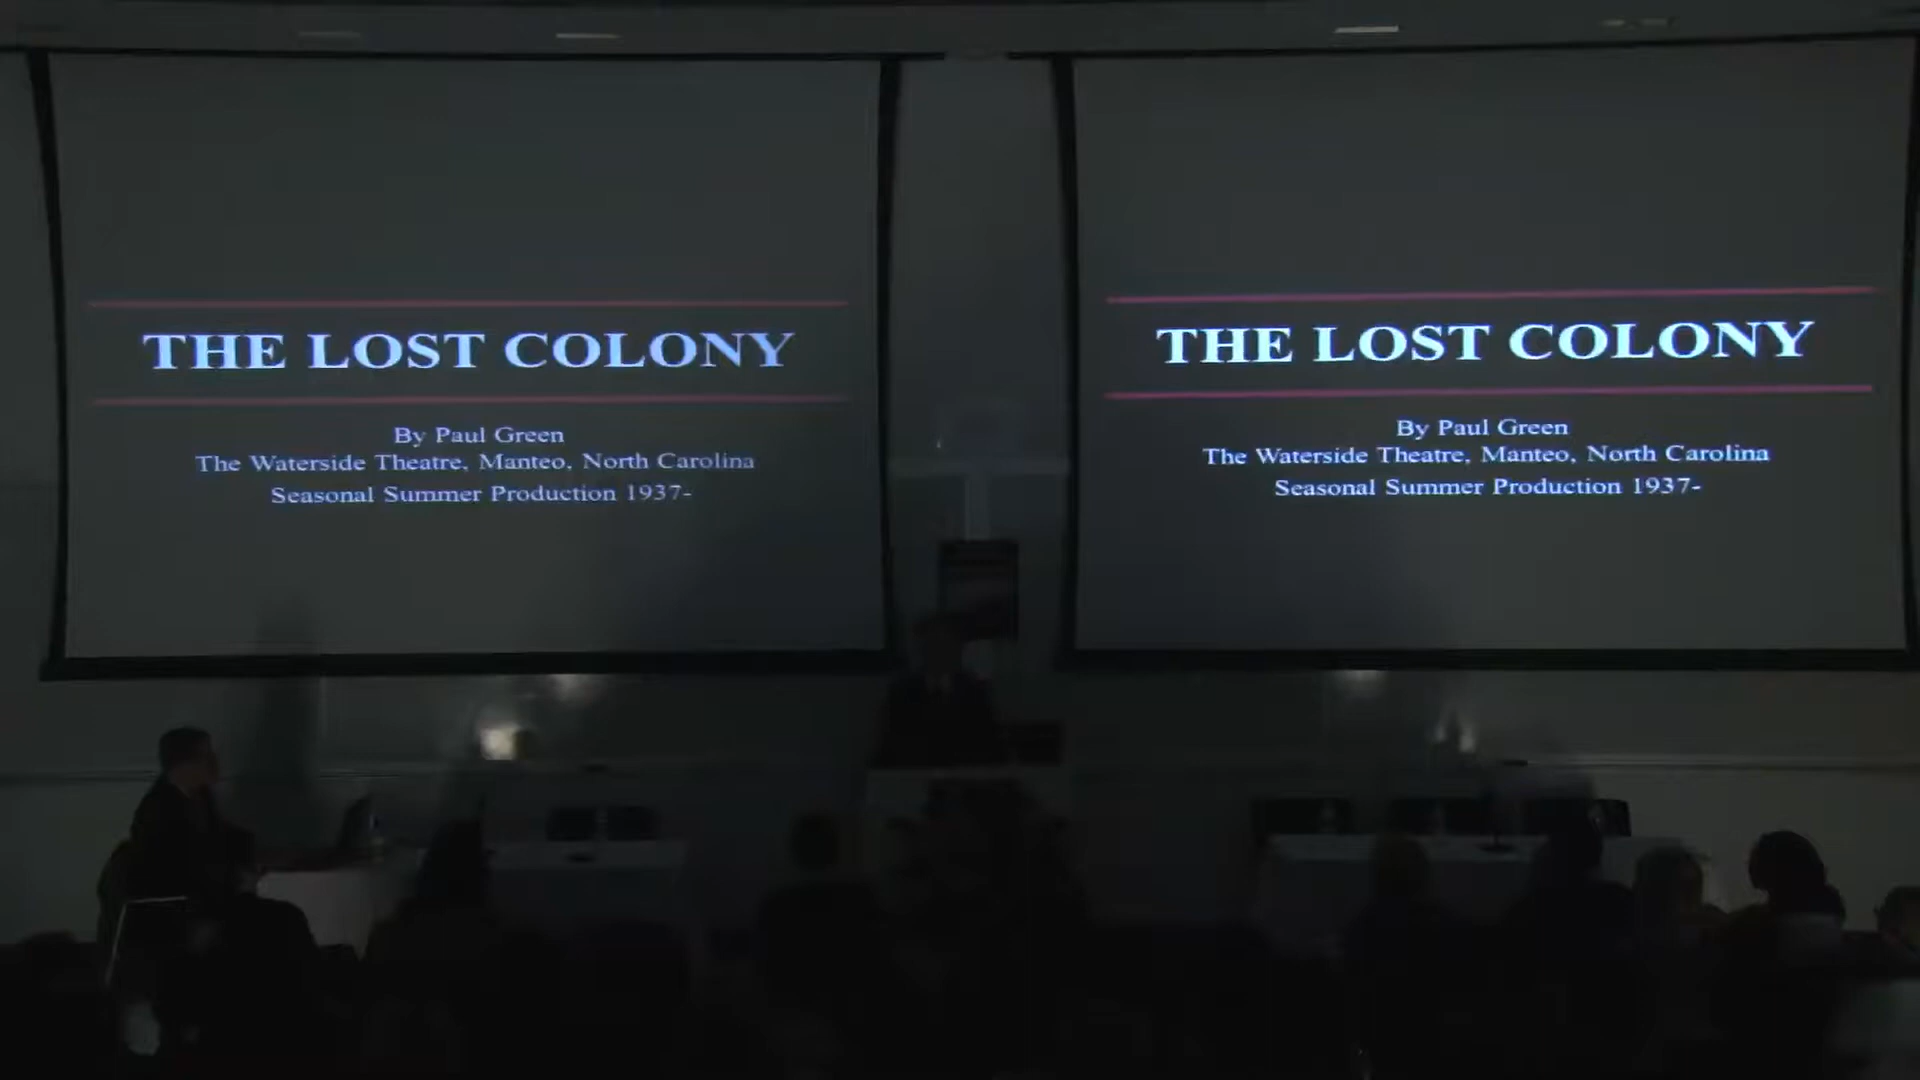 THE LOST COLONY
By Paul Green
The Waterside Theatre, Manteo, North Carolina
Seasonal Summer Production 1937-
THE LOST COLONY
By Paul Green
The Waterside Theatre, Manteo, North Carolina
Seasonal Summer Production 1937-